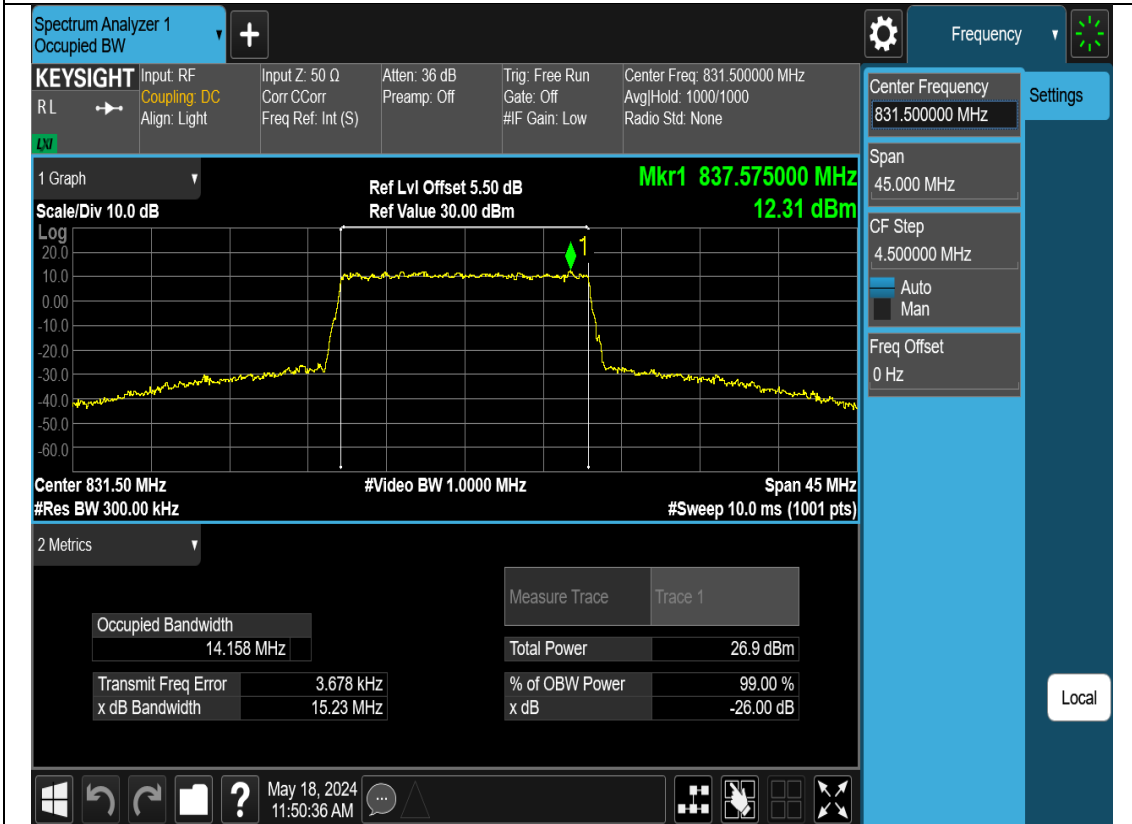 Spectrum Analyzer 1
Occupied BW
Frequency
KEYSIGHT
R L
LXI
Input: RF
Coupling: DC
Align: Light
Input Z: 50 Ω
Corr CCorr
Freq Ref: Int (S)
Atten: 36 dB
Preamp: Off
Trig: Free Run
Gate: Off
#IF Gain: Low
Center Freq: 831.500000 MHz
Avg|Hold: 1000/1000
Radio Std: None
Center Frequency
831.500000 MHz
Settings
Span
45.000 MHz
CF Step
4.500000 MHz
Auto
Man
Freq Offset
0 Hz
Local
1 Graph
Scale/Div 10.0 dB
Ref Lvl Offset 5.50 dB
Ref Value 30.00 dBm
Mkr1 837.575000 MHz
12.31 dBm
Log
20.0
10.0
0.00
-10.0
-20.0
-30.0
-40.0
-50.0
-60.0
1
Center 831.50 MHz
#Video BW 1.0000 MHz
Span 45 MHz
#Res BW 300.00 kHz
#Sweep 10.0 ms (1001 pts)
2 Metrics
Measure Trace Trace 1
Occupied Bandwidth
14.158 MHz
Total Power 26.9 dBm
Transmit Freq Error 3.678 kHz
% of OBW Power 99.00 %
x dB Bandwidth 15.23 MHz
x dB -26.00 dB
?
May 18, 2024
11:50:36 AM